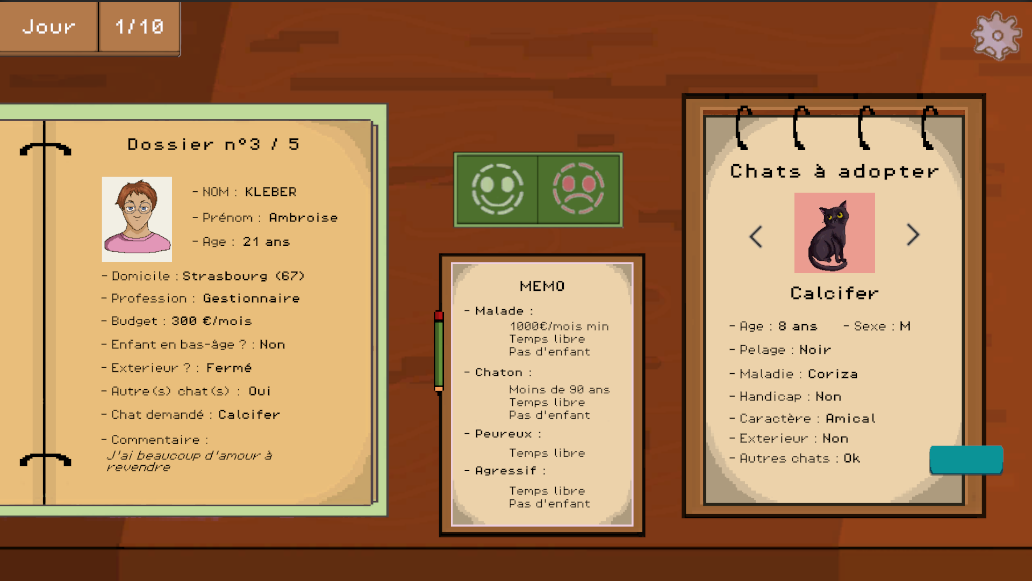 Jour 1/10
Dossier n°3 / 5
- NOM : KLEBER
- Prénom : Ambroise
- Age : 21 ans
- Domicile : Strasbourg (67)
- Profession : Gestionnaire
- Budget : 300 €/mois
- Enfant en bas-âge ? : Non
- Exterieur ? : Fermé
- Autre(s) chat(s) : Oui
- Chat demandé : Calcifer
- Commentaire :
J'ai beaucoup d'amour à
revendre
MEMO
- Malade :
1000€/mois min
Temps libre
Pas d'enfant
- Chaton :
Moins de 90 ans
Temps libre
Pas d'enfant
- Peureux :
Temps libre
- Agressif :
Temps libre
Pas d'enfant
Chats à adopter
Calcifer
- Age : 8 ans - Sexe : M
- Pelage : Noir
- Maladie : Coriza
- Handicap : Non
- Caractère : Amical
- Exterieur : Non
- Autres chats : Ok